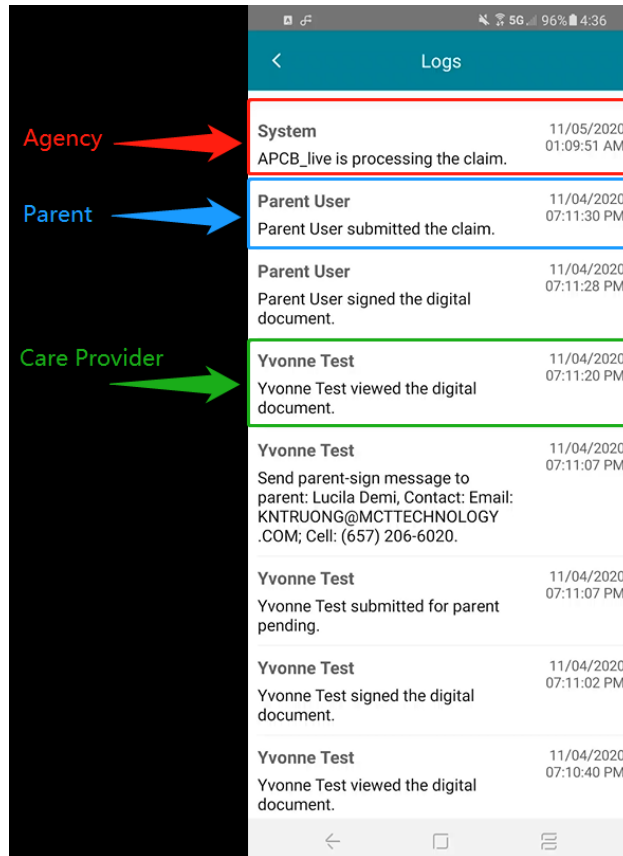 5G 96% 4:36
Logs
Agency
System 11/05/2020
01:09:51 AM
APCB_live is processing the claim.
Parent
Parent User 11/04/2020
07:11:30 PM
Parent User submitted the claim.
Parent User 11/04/2020
07:11:28 PM
Parent User signed the digital
document.
Care Provider
Yvonne Test 11/04/2020
07:11:20 PM
Yvonne Test viewed the digital
document.
Yvonne Test 11/04/2020
07:11:07 PM
Send parent-sign message to
parent: Lucila Demi, Contact: Email:
KNTRUONG@MCTTECHNOLOGY
.COM; Cell: (657) 206-6020.
Yvonne Test 11/04/2020
07:11:07 PM
Yvonne Test submitted for parent
pending.
Yvonne Test 11/04/2020
07:11:02 PM
Yvonne Test signed the digital
document.
Yvonne Test 11/04/2020
07:10:40 PM
Yvonne Test viewed the digital
document.